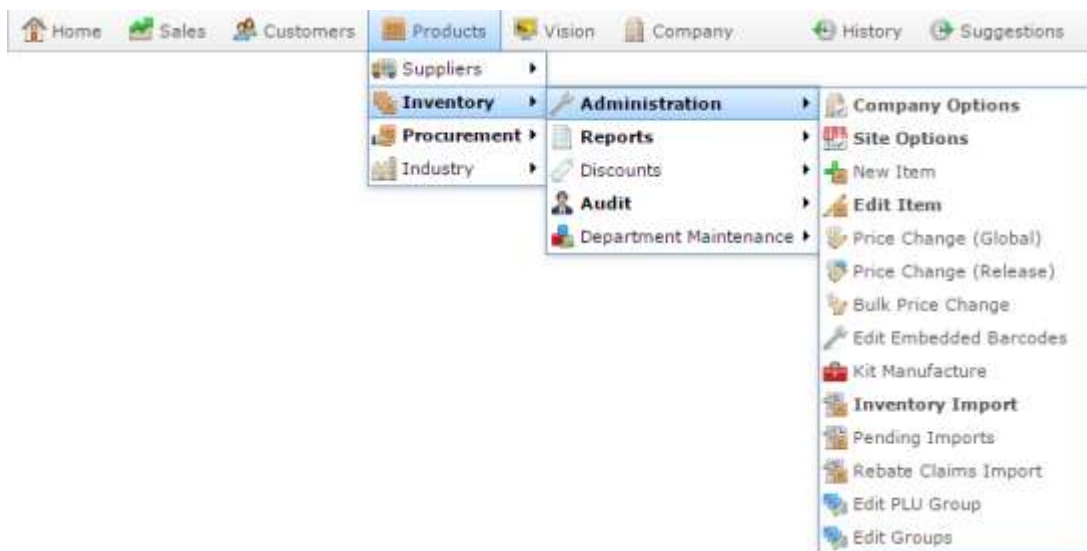 Home Sales Customers Products Vision Company History Suggestions
Suppliers
Inventory
Procurement
Industry
Administration
Reports
Discounts
Audit
Department Maintenance
Company Options
Site Options
New Item
Edit Item
Price Change (Global)
Price Change (Release)
Bulk Price Change
Edit Embedded Barcodes
Kit Manufacture
Inventory Import
Pending Imports
Rebate Claims Import
Edit PLU Group
Edit Groups